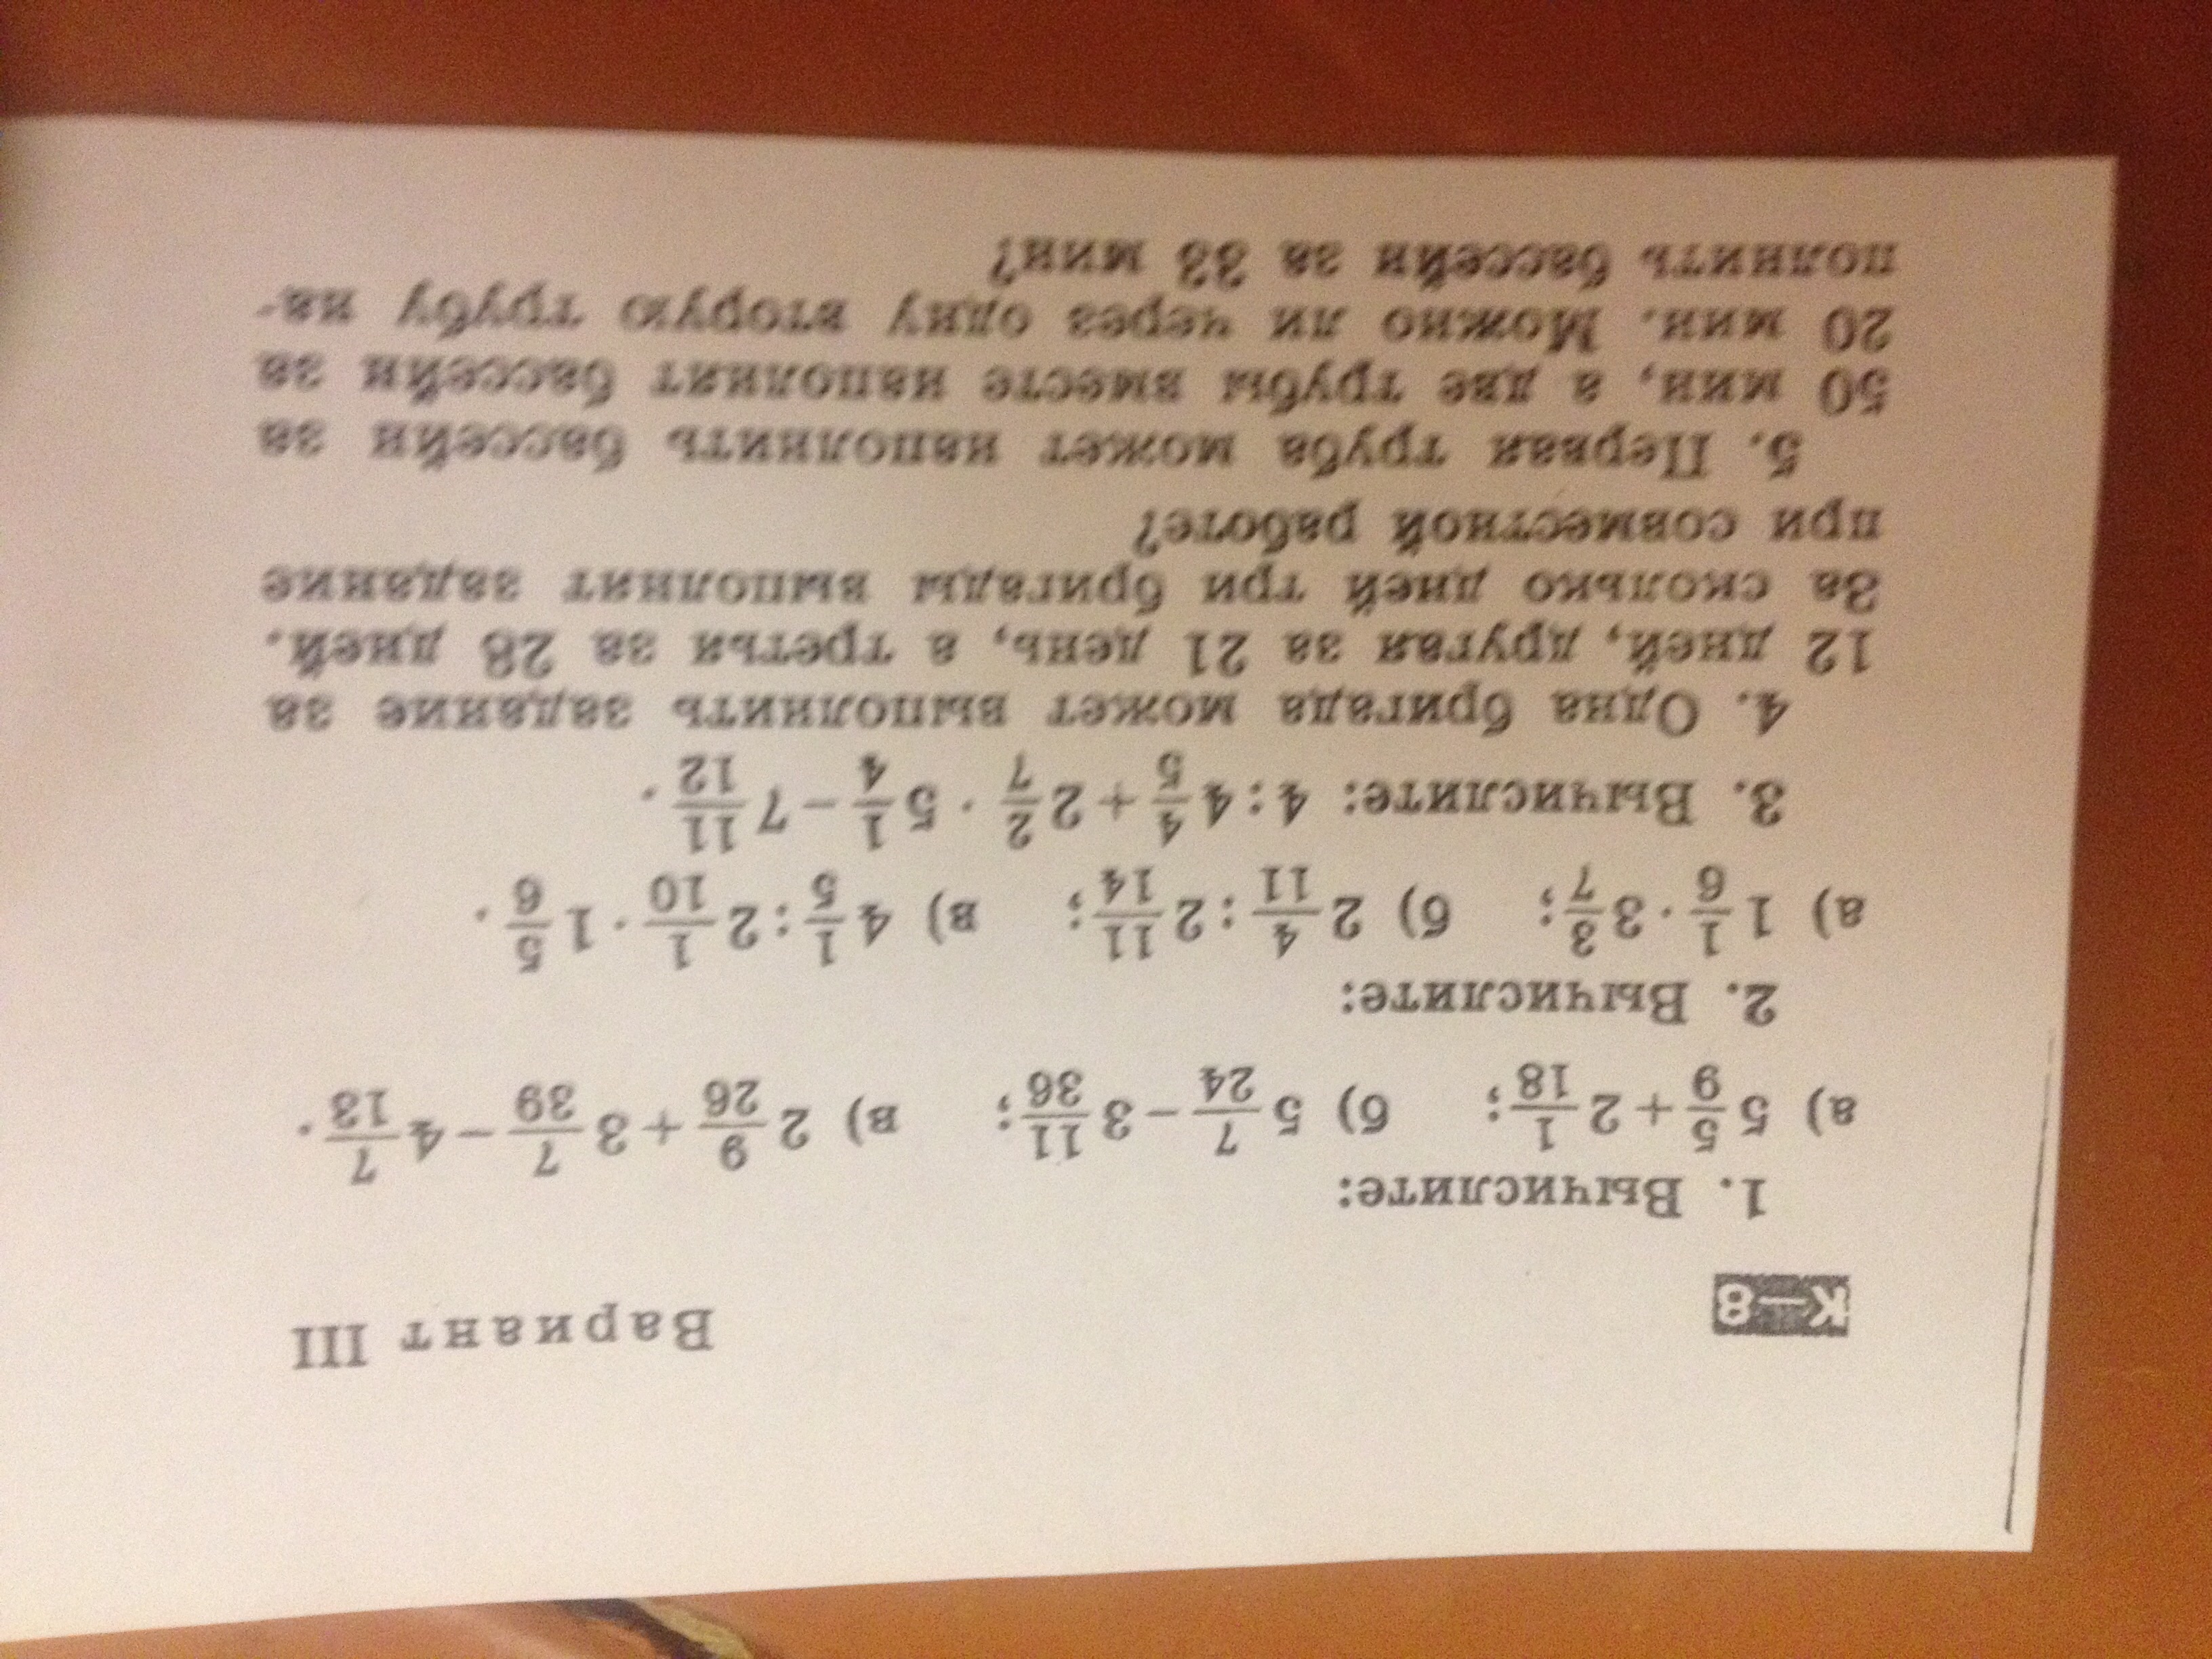 К—8
Вариант III
1. Вычислите:
а) 5 5/9 + 2 1/18; б) 5 7/24 − 3 11/36; в) 2 9/26 + 3 7/39 − 4 7/13.
2. Вычислите:
а) 1 1/6 · 3 3/7; б) 2 4/11 : 2 11/14; в) 4 1/5 : 2 1/10 · 1 5/6.
3. Вычислите: 4 : 4 4/5 + 2 2/7 · 5 1/4 − 7 11/12.
4. Одна бригада может выполнить задание за
12 дней, другая за 21 день, а третья за 28 дней.
За сколько дней три бригады выполнят задание
при совместной работе?
5. Первая труба может наполнить бассейн за
50 мин, а две трубы вместе наполнят бассейн за
20 мин. Можно ли через одну вторую трубу на-
полнить бассейн за 33 мин?